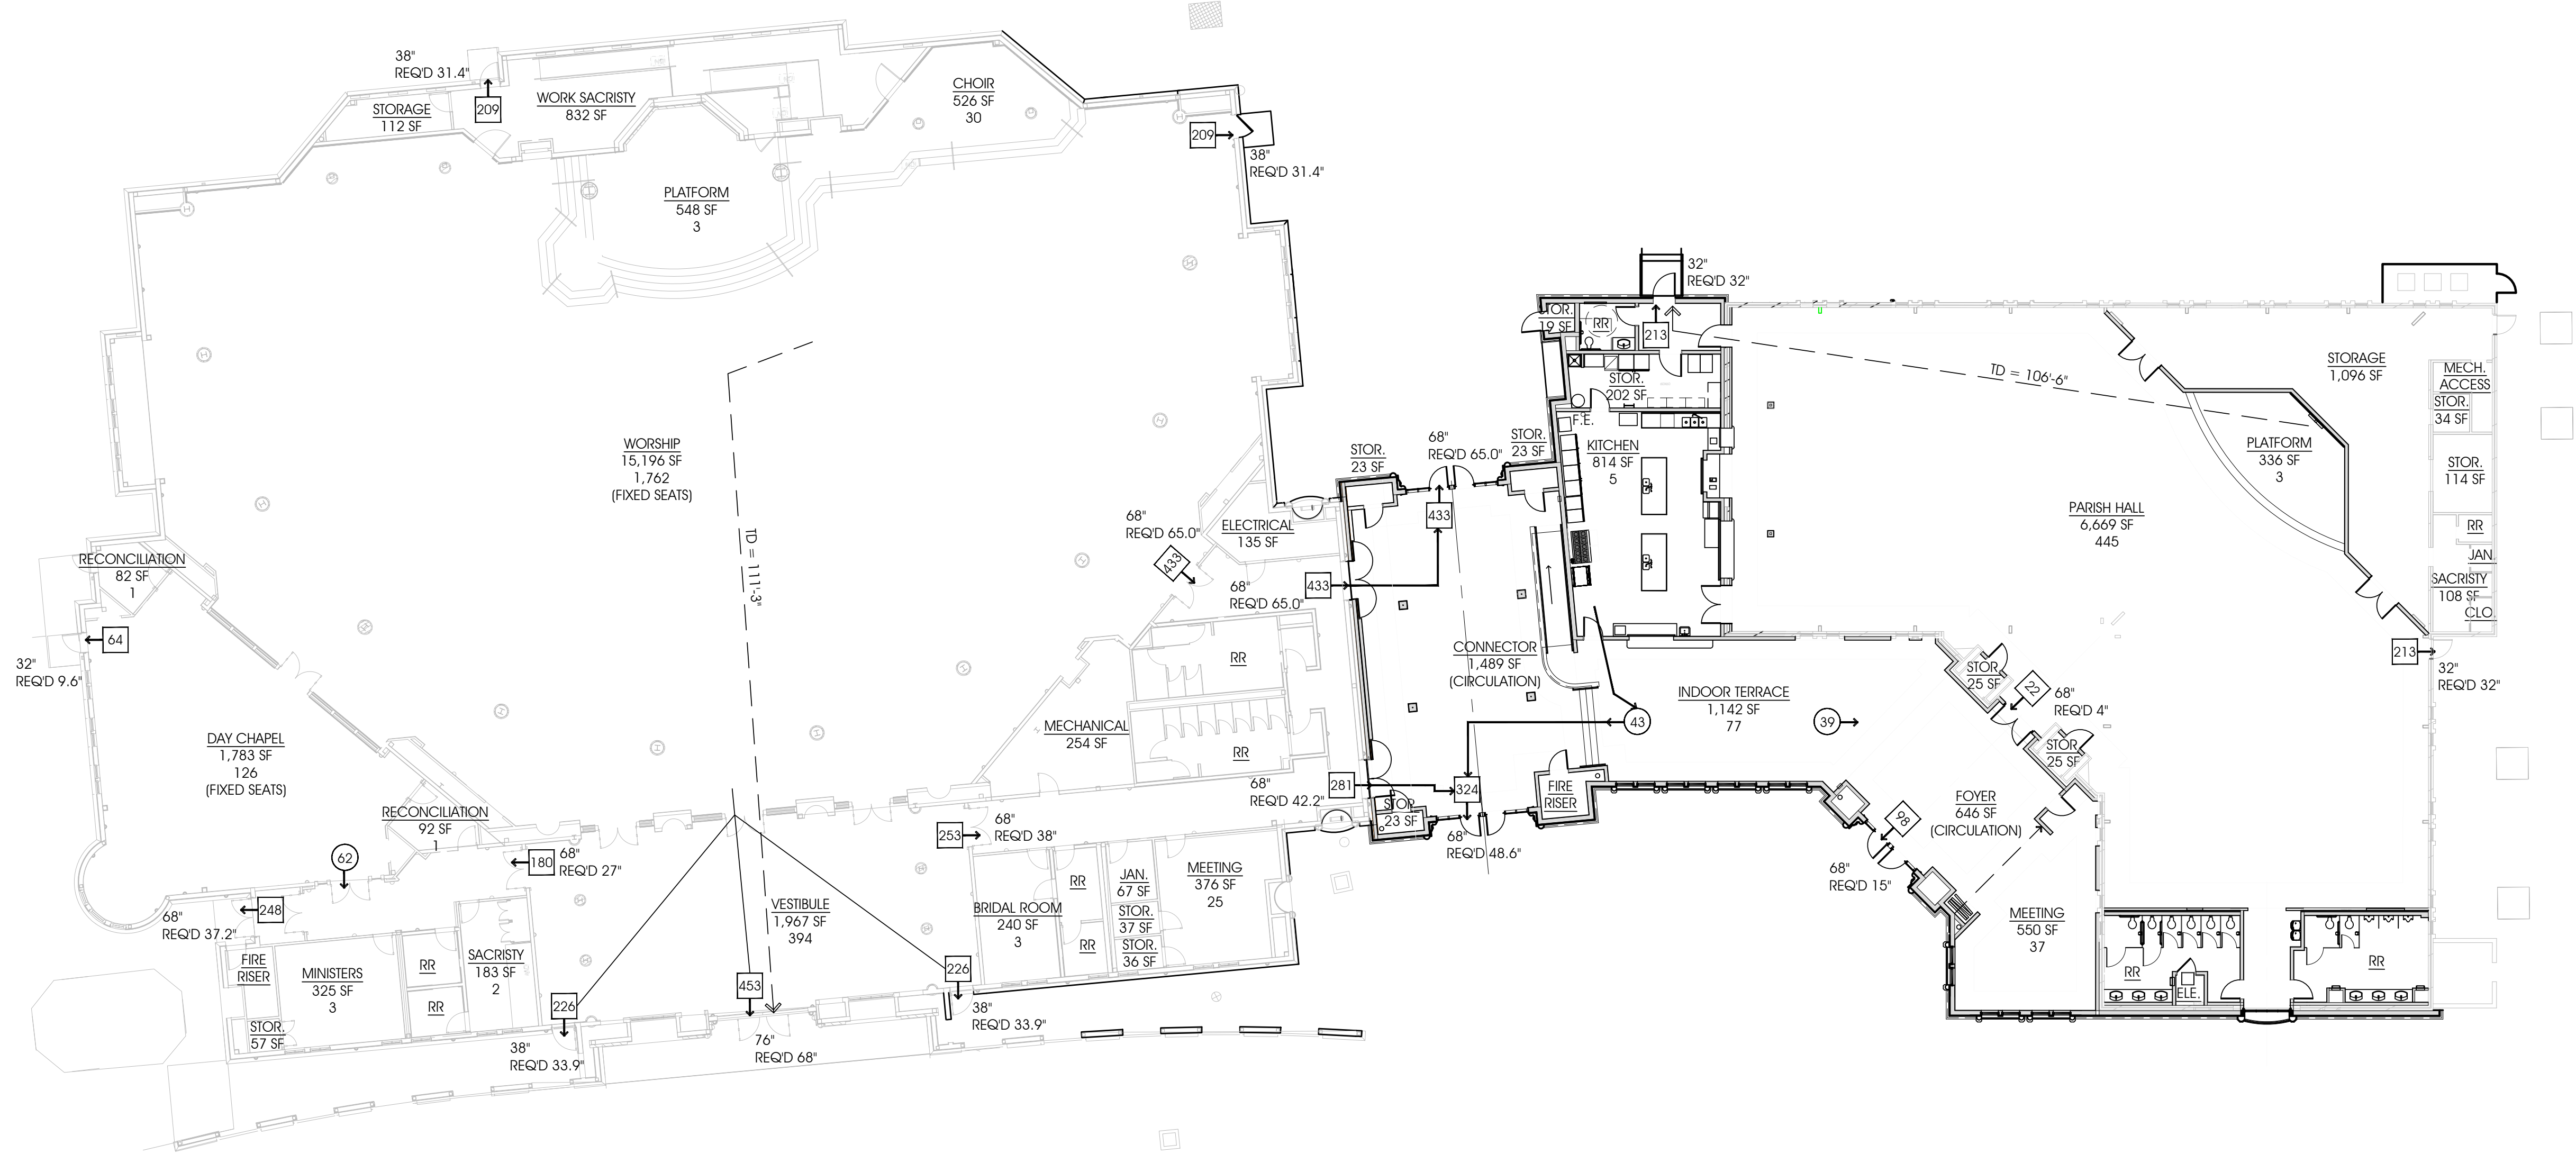 38"
REQ'D 31.4"
209
STORAGE
112 SF
WORK SACRISTY
832 SF
CHOIR
526 SF
30
209
38"
REQ'D 31.4"
PLATFORM
548 SF
3
WORSHIP
15,196 SF
1,762
(FIXED SEATS)
TD = 111'-3"
RECONCILIATION
82 SF
1
64
32"
REQ'D 9.6"
DAY CHAPEL
1,783 SF
126
(FIXED SEATS)
RECONCILIATION
92 SF
1
62
180
68"
REQ'D 27"
248
68"
REQ'D 37.2"
FIRE
RISER
STOR.
57 SF
MINISTERS
325 SF
3
RR
RR
SACRISTY
183 SF
2
226
38"
REQ'D 33.9"
453
76"
REQ'D 68"
VESTIBULE
1,967 SF
394
226
38"
REQ'D 33.9"
253
68"
REQ'D 38"
BRIDAL ROOM
240 SF
3
RR
RR
JAN.
67 SF
STOR.
37 SF
STOR.
36 SF
MEETING
376 SF
25
MECHANICAL
254 SF
RR
RR
ELECTRICAL
135 SF
68"
REQ'D 65.0"
433
68"
REQ'D 65.0"
433
68"
REQ'D 42.2"
281
STOR.
23 SF
68"
REQ'D 65.0"
433
STOR.
23 SF
CONNECTOR
1,489 SF
(CIRCULATION)
STOR.
23 SF
324
68"
REQ'D 48.6"
FIRE
RISER
STOR.
19 SF
RR
213
32"
REQ'D 32"
STOR.
202 SF
F.E.
KITCHEN
814 SF
5
43
INDOOR TERRACE
1,142 SF
77
39
TD = 106'-6"
PARISH HALL
6,669 SF
445
PLATFORM
336 SF
3
STORAGE
1,096 SF
MECH.
ACCESS
STOR.
34 SF
STOR.
114 SF
RR
JAN.
SACRISTY
108 SF
CLO.
213
32"
REQ'D 32"
STOR.
25 SF
22
68"
REQ'D 4"
STOR.
25 SF
FOYER
646 SF
(CIRCULATION)
98
68"
REQ'D 15"
MEETING
550 SF
37
RR
ELE.
RR